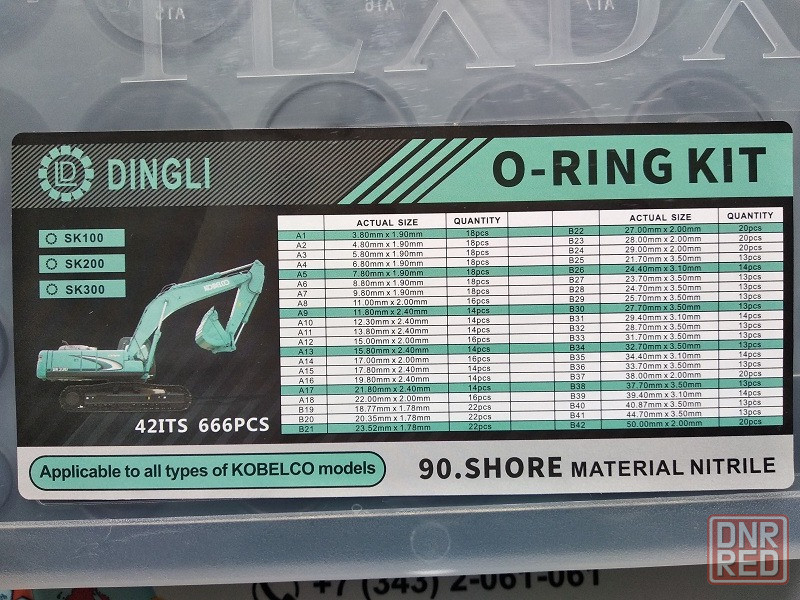 A15
A16
A17
DINGLI
O-RING KIT
SK100
SK200
SK300
KOBELCO
42ITS 666PCS
ACTUAL SIZE QUANTITY ACTUAL SIZE QUANTITY
A1 3.80mm x 1.90mm 18pcs B22 27.00mm x 2.00mm 20pcs
A2 4.80mm x 1.90mm 18pcs B23 28.00mm x 2.00mm 20pcs
A3 5.80mm x 1.90mm 18pcs B24 29.00mm x 2.00mm 20pcs
A4 6.80mm x 1.90mm 18pcs B25 21.70mm x 3.50mm 13pcs
A5 7.80mm x 1.90mm 18pcs B26 24.40mm x 3.10mm 14pcs
A6 8.80mm x 1.90mm 18pcs B27 23.70mm x 3.50mm 13pcs
A7 9.80mm x 1.90mm 18pcs B28 24.70mm x 3.50mm 13pcs
A8 11.00mm x 2.00mm 16pcs B29 25.70mm x 3.50mm 13pcs
A9 11.80mm x 2.40mm 14pcs B30 27.70mm x 3.50mm 13pcs
A10 12.30mm x 2.40mm 14pcs B31 29.40mm x 3.10mm 14pcs
A11 13.80mm x 2.40mm 14pcs B32 28.70mm x 3.50mm 13pcs
A12 15.00mm x 2.00mm 16pcs B33 31.70mm x 3.50mm 13pcs
A13 15.80mm x 2.40mm 14pcs B34 32.70mm x 3.50mm 13pcs
A14 17.00mm x 2.00mm 16pcs B35 34.40mm x 3.10mm 14pcs
A15 17.80mm x 2.40mm 14pcs B36 33.70mm x 3.50mm 13pcs
A16 19.80mm x 2.40mm 14pcs B37 38.00mm x 2.00mm 20pcs
A17 21.80mm x 2.40mm 14pcs B38 37.70mm x 3.50mm 13pcs
A18 22.00mm x 2.00mm 16pcs B39 39.40mm x 3.10mm 14pcs
B19 18.77mm x 1.78mm 22pcs B40 40.87mm x 3.50mm 13pcs
B20 20.35mm x 1.78mm 22pcs B41 44.70mm x 3.50mm 13pcs
B21 23.52mm x 1.78mm 22pcs B42 50.00mm x 2.00mm 20pcs
Applicable to all types of KOBELCO models
90.SHORE MATERIAL NITRILE
+7 (343) 2-061-061
DNR
RED